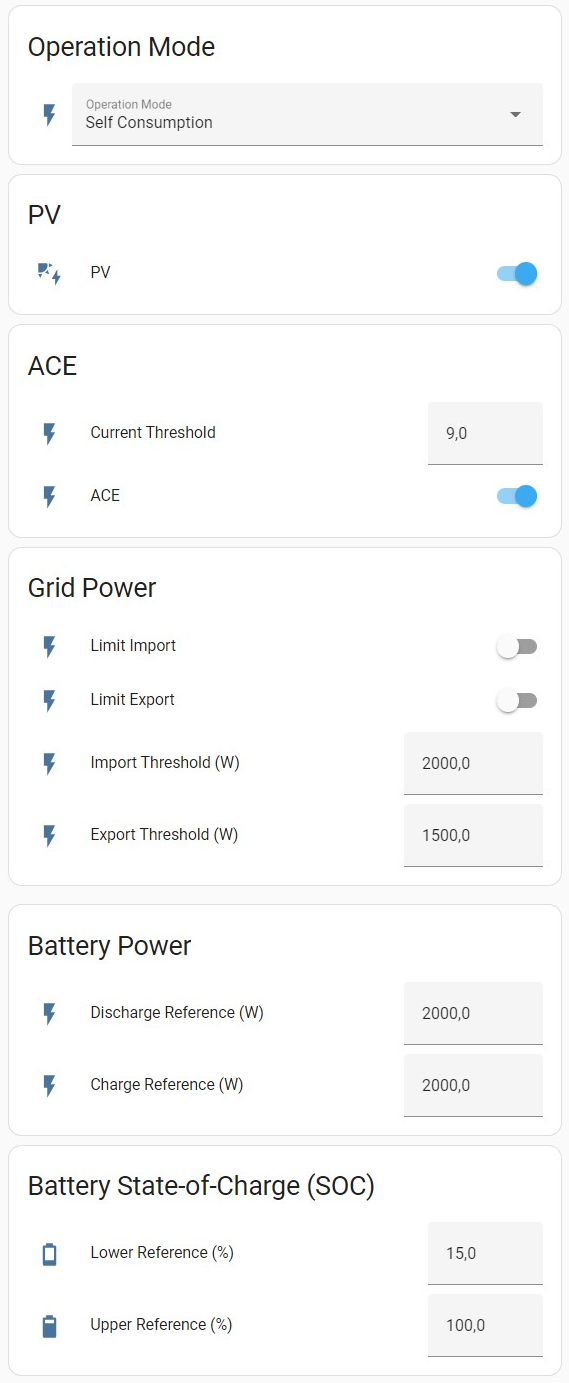 Operation Mode
Operation Mode
Self Consumption
PV
PV
ACE
Current Threshold 9,0
ACE
Grid Power
Limit Import
Limit Export
Import Threshold (W) 2000,0
Export Threshold (W) 1500,0
Battery Power
Discharge Reference (W) 2000,0
Charge Reference (W) 2000,0
Battery State-of-Charge (SOC)
Lower Reference (%) 15,0
Upper Reference (%) 100,0